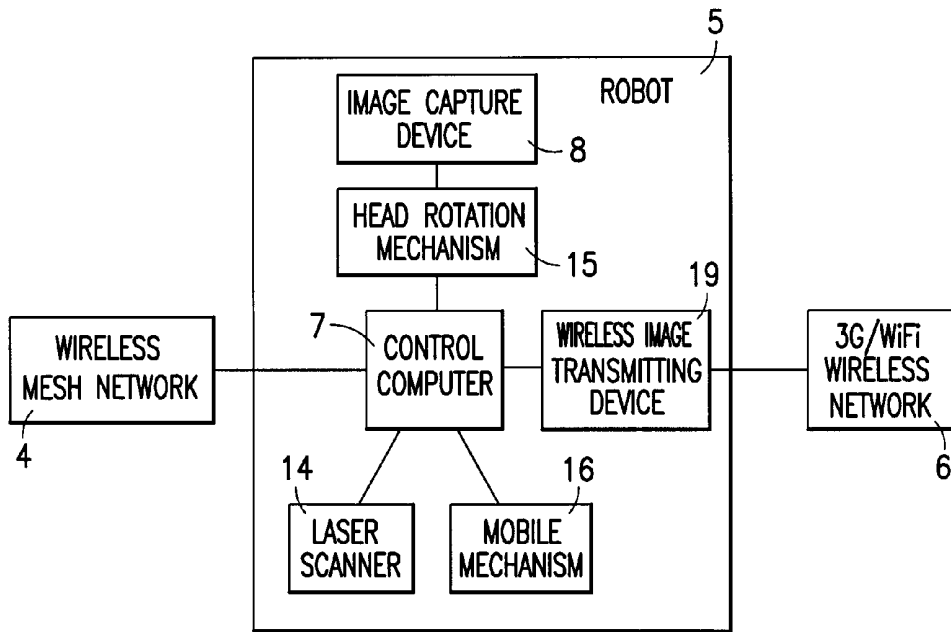 5
ROBOT
IMAGE CAPTURE
DEVICE
8
HEAD ROTATION
MECHANISM
15
19
7
WIRELESS
MESH NETWORK
4
CONTROL
COMPUTER
WIRELESS IMAGE
TRANSMITTING
DEVICE
3G/WiFi
WIRELESS
NETWORK
6
14
LASER
SCANNER
16
MOBILE
MECHANISM